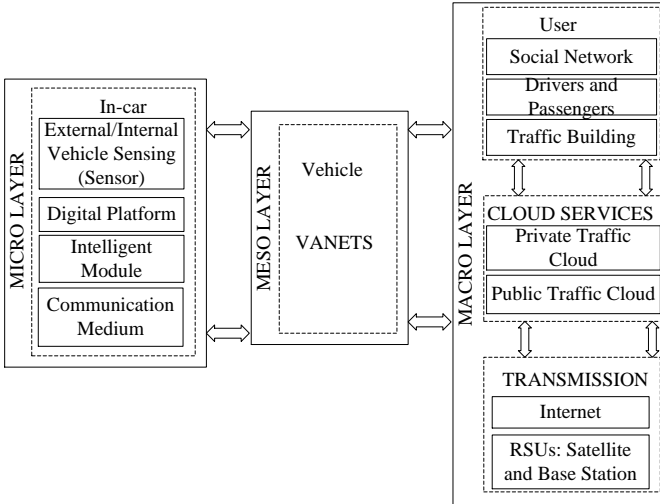 MICRO LAYER
In-car
External/Internal
Vehicle Sensing
(Sensor)
Digital Platform
Intelligent
Module
Communication
Medium
MESO LAYER
Vehicle
VANETS
MACRO LAYER
User
Social Network
Drivers and
Passengers
Traffic Building
CLOUD SERVICES
Private Traffic
Cloud
Public Traffic Cloud
TRANSMISSION
Internet
RSUs: Satellite
and Base Station